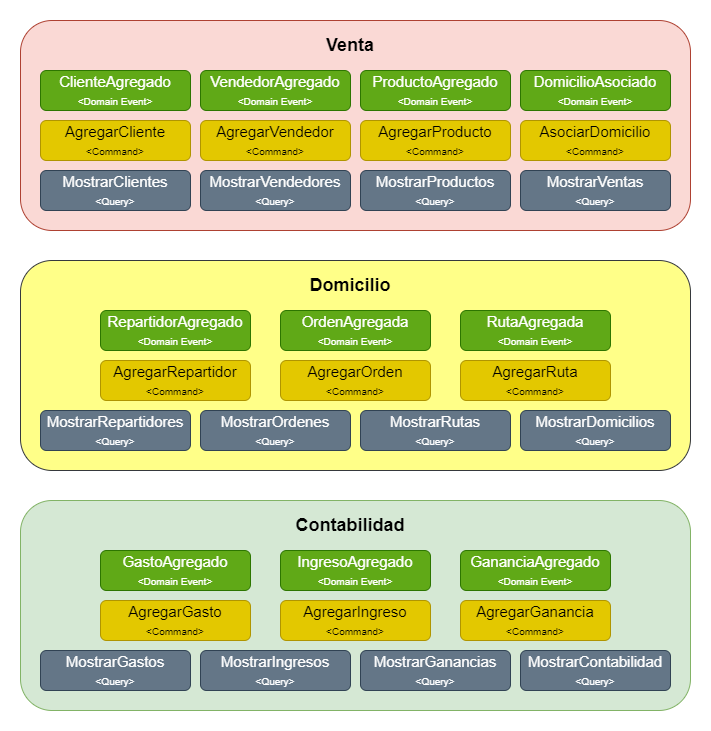 Venta
ClienteAgregado VendedorAgregado ProductoAgregado DomicilioAsociado
<Domain Event> <Domain Event> <Domain Event> <Domain Event>
AgregarCliente AgregarVendedor AgregarProducto AsociarDomicilio
<Command> <Command> <Command> <Command>
MostrarClientes MostrarVendedores MostrarProductos MostrarVentas
<Query> <Query> <Query> <Query>
Domicilio
RepartidorAgregado OrdenAgregada RutaAgregada
<Domain Event> <Domain Event> <Domain Event>
AgregarRepartidor AgregarOrden AgregarRuta
<Command> <Command> <Command>
MostrarRepartidores MostrarOrdenes MostrarRutas MostrarDomicilios
<Query> <Query> <Query> <Query>
Contabilidad
GastoAgregado IngresoAgregado GananciaAgregado
<Domain Event> <Domain Event> <Domain Event>
AgregarGasto AgregarIngreso AgregarGanancia
<Command> <Command> <Command>
MostrarGastos MostrarIngresos MostrarGanancias MostrarContabilidad
<Query> <Query> <Query> <Query>